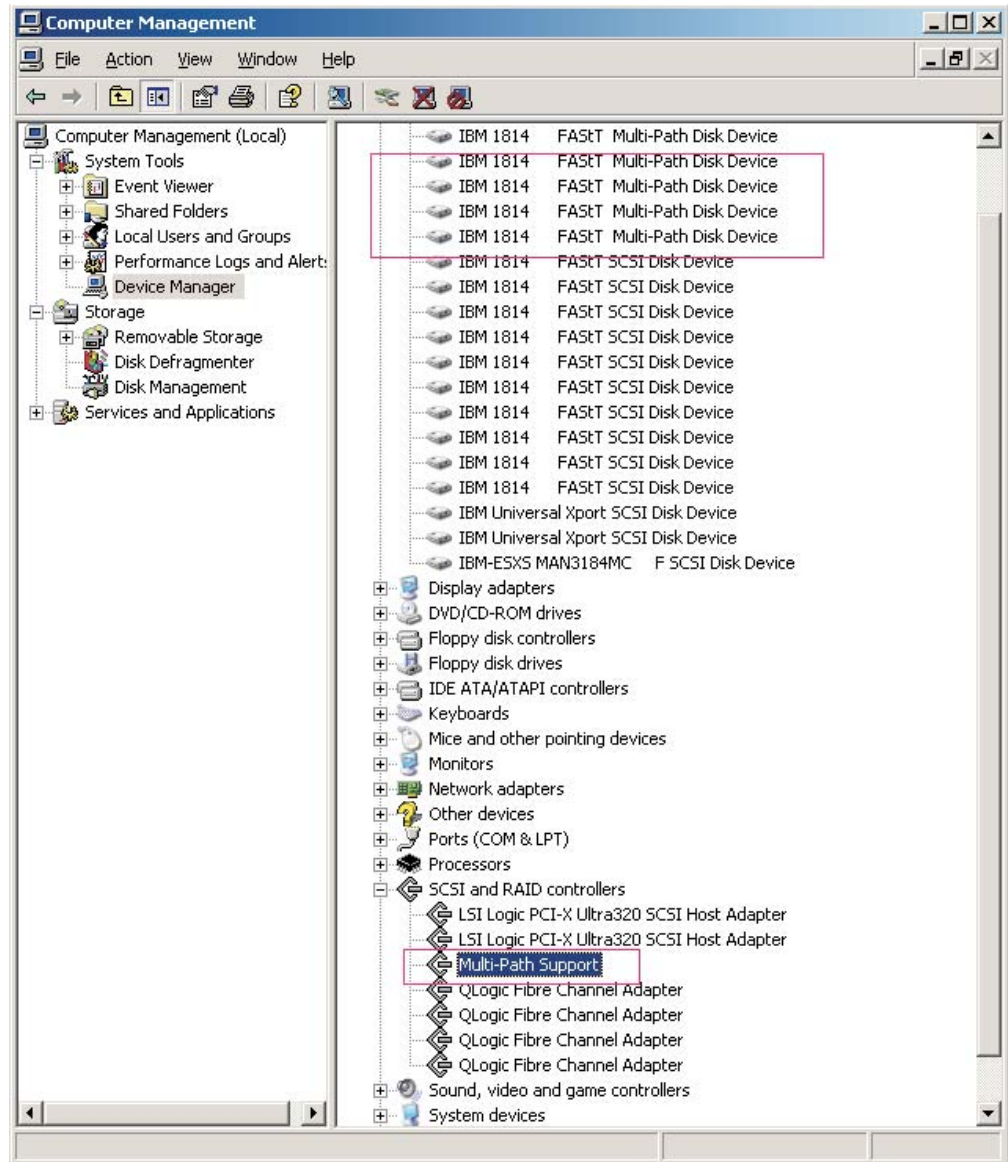 Computer Management
File Action View Window Help
Computer Management (Local)
System Tools
Event Viewer
Shared Folders
Local Users and Groups
Performance Logs and Alert:
Device Manager
Storage
Removable Storage
Disk Defragmenter
Disk Management
Services and Applications
IBM 1814 FAStT Multi-Path Disk Device
IBM 1814 FAStT Multi-Path Disk Device
IBM 1814 FAStT Multi-Path Disk Device
IBM 1814 FAStT Multi-Path Disk Device
IBM 1814 FAStT Multi-Path Disk Device
IBM 1814 FAStT SCSI Disk Device
IBM 1814 FAStT SCSI Disk Device
IBM 1814 FAStT SCSI Disk Device
IBM 1814 FAStT SCSI Disk Device
IBM 1814 FAStT SCSI Disk Device
IBM 1814 FAStT SCSI Disk Device
IBM 1814 FAStT SCSI Disk Device
IBM 1814 FAStT SCSI Disk Device
IBM 1814 FAStT SCSI Disk Device
IBM 1814 FAStT SCSI Disk Device
IBM Universal Xport SCSI Disk Device
IBM Universal Xport SCSI Disk Device
IBM-ESXS MAN3184MC F SCSI Disk Device
Display adapters
DVD/CD-ROM drives
Floppy disk controllers
Floppy disk drives
IDE ATA/ATAPI controllers
Keyboards
Mice and other pointing devices
Monitors
Network adapters
Other devices
Ports (COM & LPT)
Processors
SCSI and RAID controllers
LSI Logic PCI-X Ultra320 SCSI Host Adapter
LSI Logic PCI-X Ultra320 SCSI Host Adapter
Multi-Path Support
QLogic Fibre Channel Adapter
QLogic Fibre Channel Adapter
QLogic Fibre Channel Adapter
QLogic Fibre Channel Adapter
Sound, video and game controllers
System devices